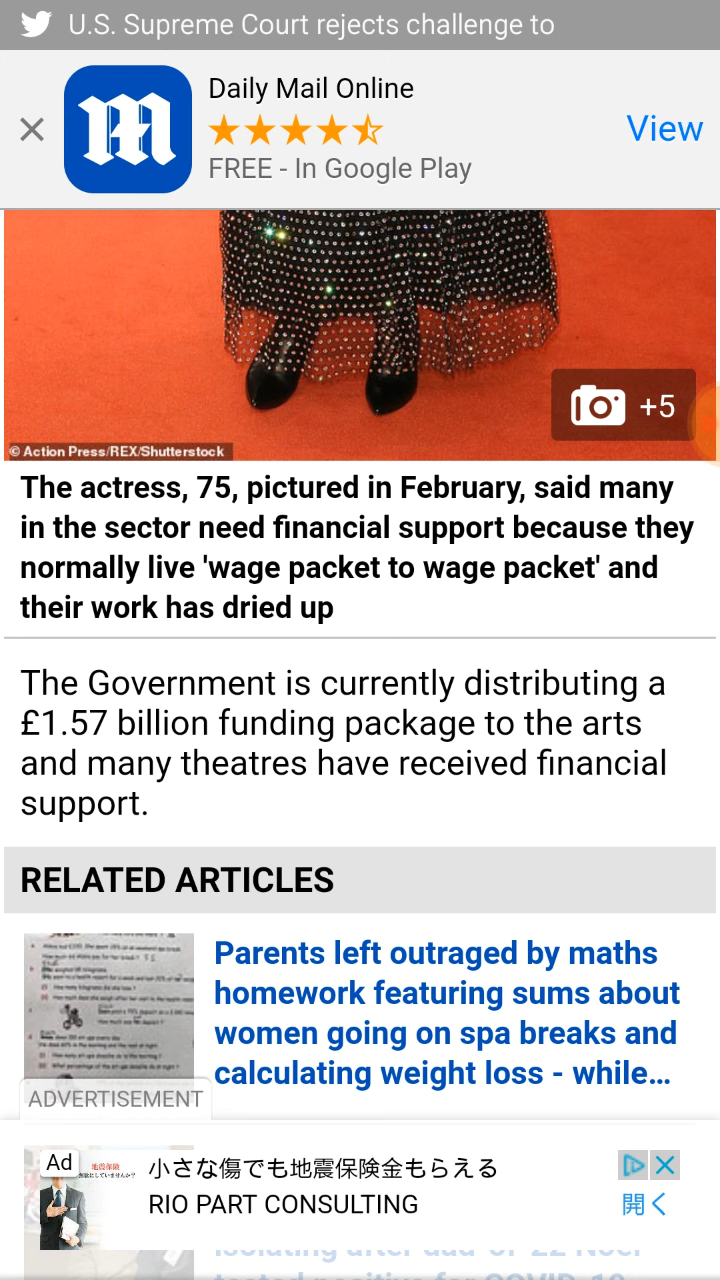 U.S. Supreme Court rejects challenge to
Daily Mail Online
FREE - In Google Play
View
+5
© Action Press/REX/Shutterstock
The actress, 75, pictured in February, said many
in the sector need financial support because they
normally live 'wage packet to wage packet' and
their work has dried up
The Government is currently distributing a
£1.57 billion funding package to the arts
and many theatres have received financial
support.
RELATED ARTICLES
Parents left outraged by maths
homework featuring sums about
women going on spa breaks and
calculating weight loss - while...
ADVERTISEMENT
Ad
地震保険
小さな傷でも地震保険金もらえる
RIO PART CONSULTING
開く